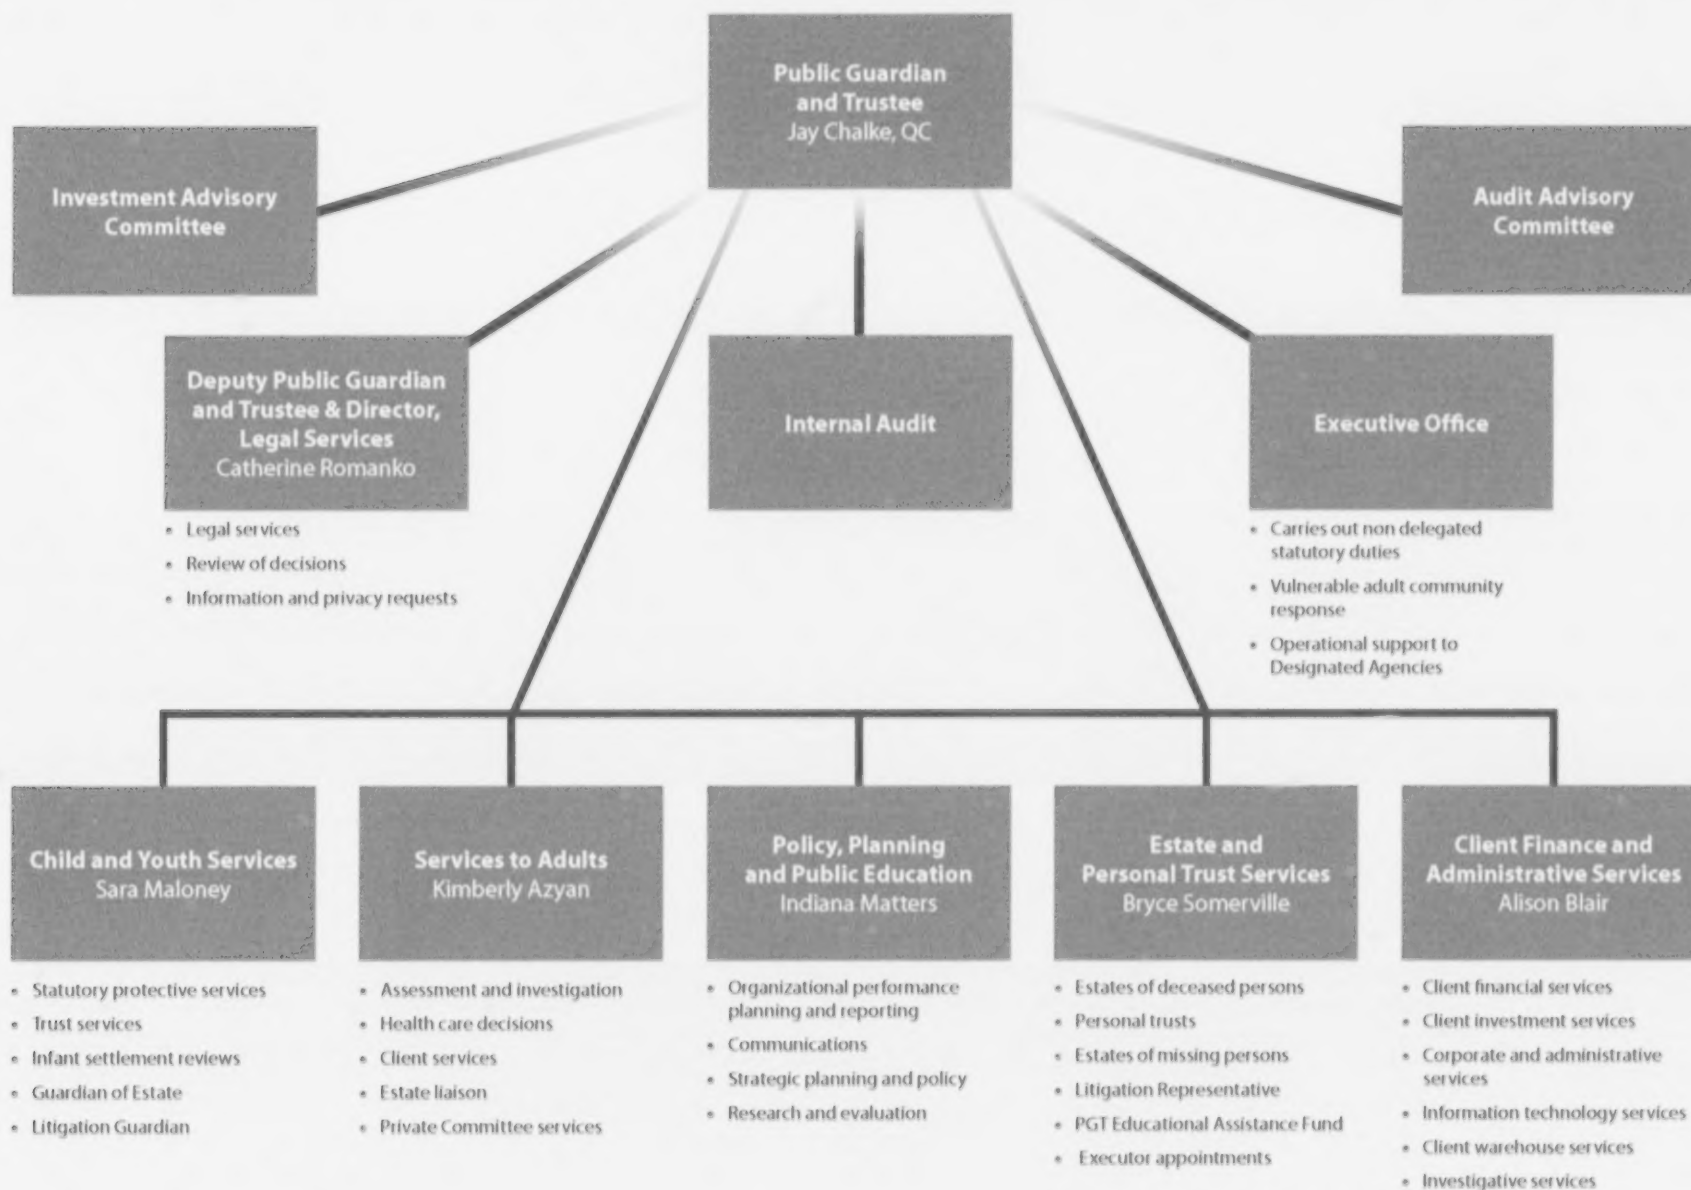 Public Guardian
and Trustee
Jay Chalke, QC
Investment Advisory
Committee
Audit Advisory
Committee
Deputy Public Guardian
and Trustee & Director,
Legal Services
Catherine Romanko
• Legal services
• Review of decisions
• Information and privacy requests
Internal Audit
Executive Office
• Carries out non delegated
statutory duties
• Vulnerable adult community
response
• Operational support to
Designated Agencies
Child and Youth Services
Sara Maloney
• Statutory protective services
• Trust services
• Infant settlement reviews
• Guardian of Estate
• Litigation Guardian
Services to Adults
Kimberly Azyan
• Assessment and investigation
• Health care decisions
• Client services
• Estate liaison
• Private Committee services
Policy, Planning
and Public Education
Indiana Matters
• Organizational performance
planning and reporting
• Communications
• Strategic planning and policy
• Research and evaluation
Estate and
Personal Trust Services
Bryce Somerville
• Estates of deceased persons
• Personal trusts
• Estates of missing persons
• Litigation Representative
• PGT Educational Assistance Fund
• Executor appointments
Client Finance and
Administrative Services
Alison Blair
• Client financial services
• Client investment services
• Corporate and administrative
services
• Information technology services
• Client warehouse services
• Investigative services